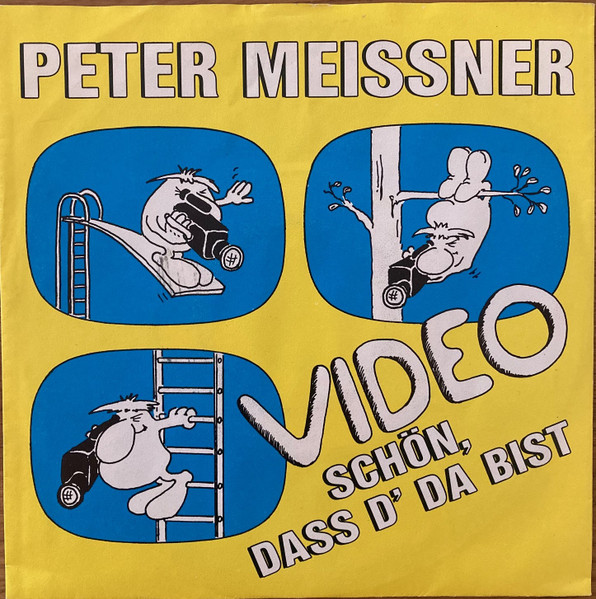 PETER MEISSNER
VIDEO
SCHÖN,
DASS D' DA BIST